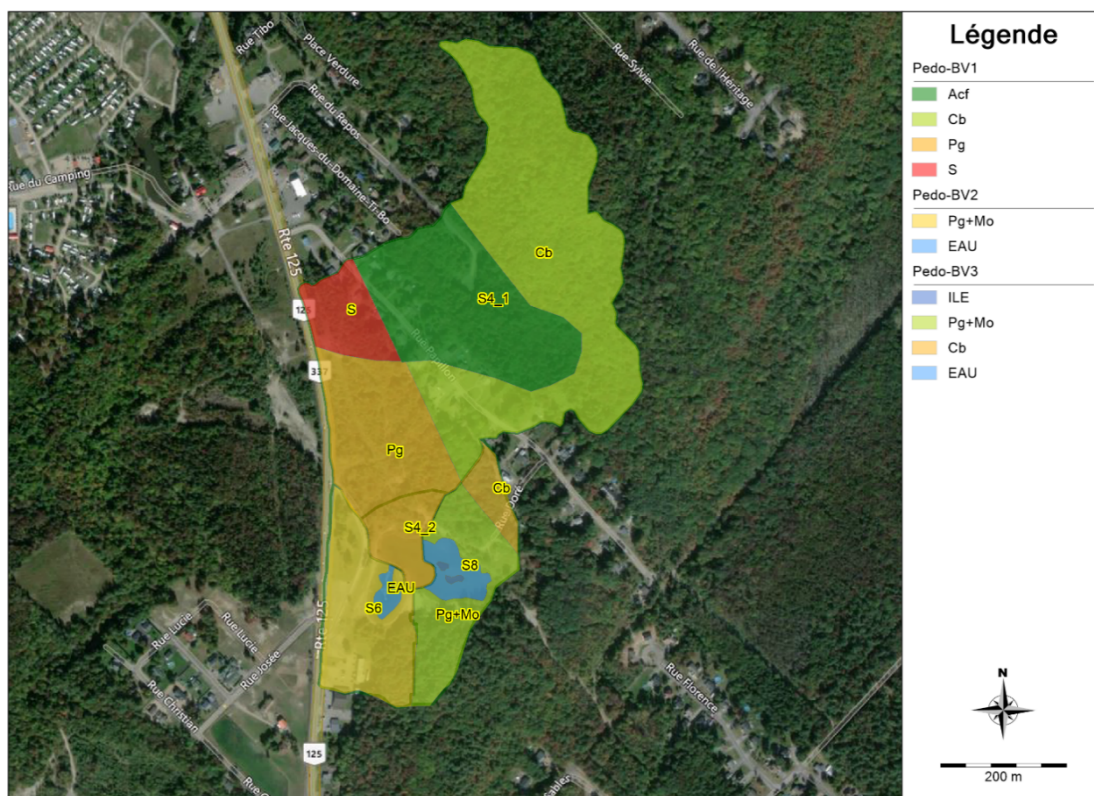 Légende
Pedo-BV1
Acf
Cb
Pg
S
Pedo-BV2
Pg+Mo
EAU
Pedo-BV3
ILE
Pg+Mo
Cb
EAU
N
200 m
Rue Tibo
Place Verdure
Rue du Repos
Rue Jacques-du-Domaine-Ti-Bo
Rue Sylvie
Rue de l'Héritage
Rue du Camping
Rte 125
Cb
S4_1
S
125
337
Pg
Cb
S4_2
S8
EAU
S6
Pg+Mo
Rte 125
Rue Lucie
Rue Lucie
Rue Josée
Rue Christian
Rue Florence
125